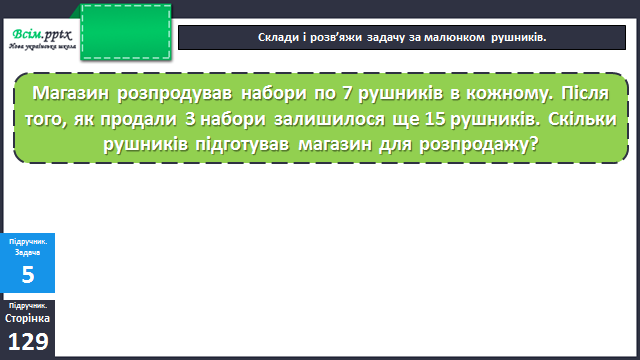 Всім.pptx
Нова українська школа
Склади і розв’яжи задачу за малюнком рушників.
Магазин розпродував набори по 7 рушників в кожному. Після
того, як продали 3 набори залишилося ще 15 рушників. Скільки
рушників підготував магазин для розпродажу?
Підручник.
Задача
5
Підручник.
Сторінка
129